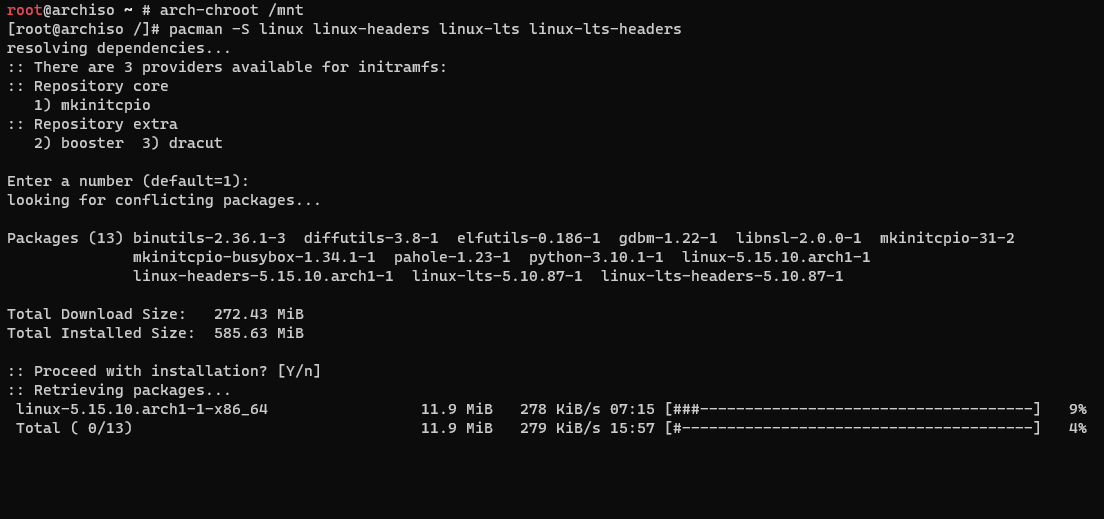 root@archiso ~ # arch-chroot /mnt
[root@archiso /]# pacman -S linux linux-headers linux-lts linux-lts-headers
resolving dependencies...
:: There are 3 providers available for initramfs:
:: Repository core
   1) mkinitcpio
:: Repository extra
   2) booster  3) dracut

Enter a number (default=1):
looking for conflicting packages...

Packages (13) binutils-2.36.1-3  diffutils-3.8-1  elfutils-0.186-1  gdbm-1.22-1  libnsl-2.0.0-1  mkinitcpio-31-2
              mkinitcpio-busybox-1.34.1-1  pahole-1.23-1  python-3.10.1-1  linux-5.15.10.arch1-1
              linux-headers-5.15.10.arch1-1  linux-lts-5.10.87-1  linux-lts-headers-5.10.87-1

Total Download Size:   272.43 MiB
Total Installed Size:  585.63 MiB

:: Proceed with installation? [Y/n]
:: Retrieving packages...
 linux-5.15.10.arch1-1-x86_64                 11.9 MiB   278 KiB/s 07:15 [###-------------------------------------]   9%
 Total ( 0/13)                                11.9 MiB   279 KiB/s 15:57 [#---------------------------------------]   4%